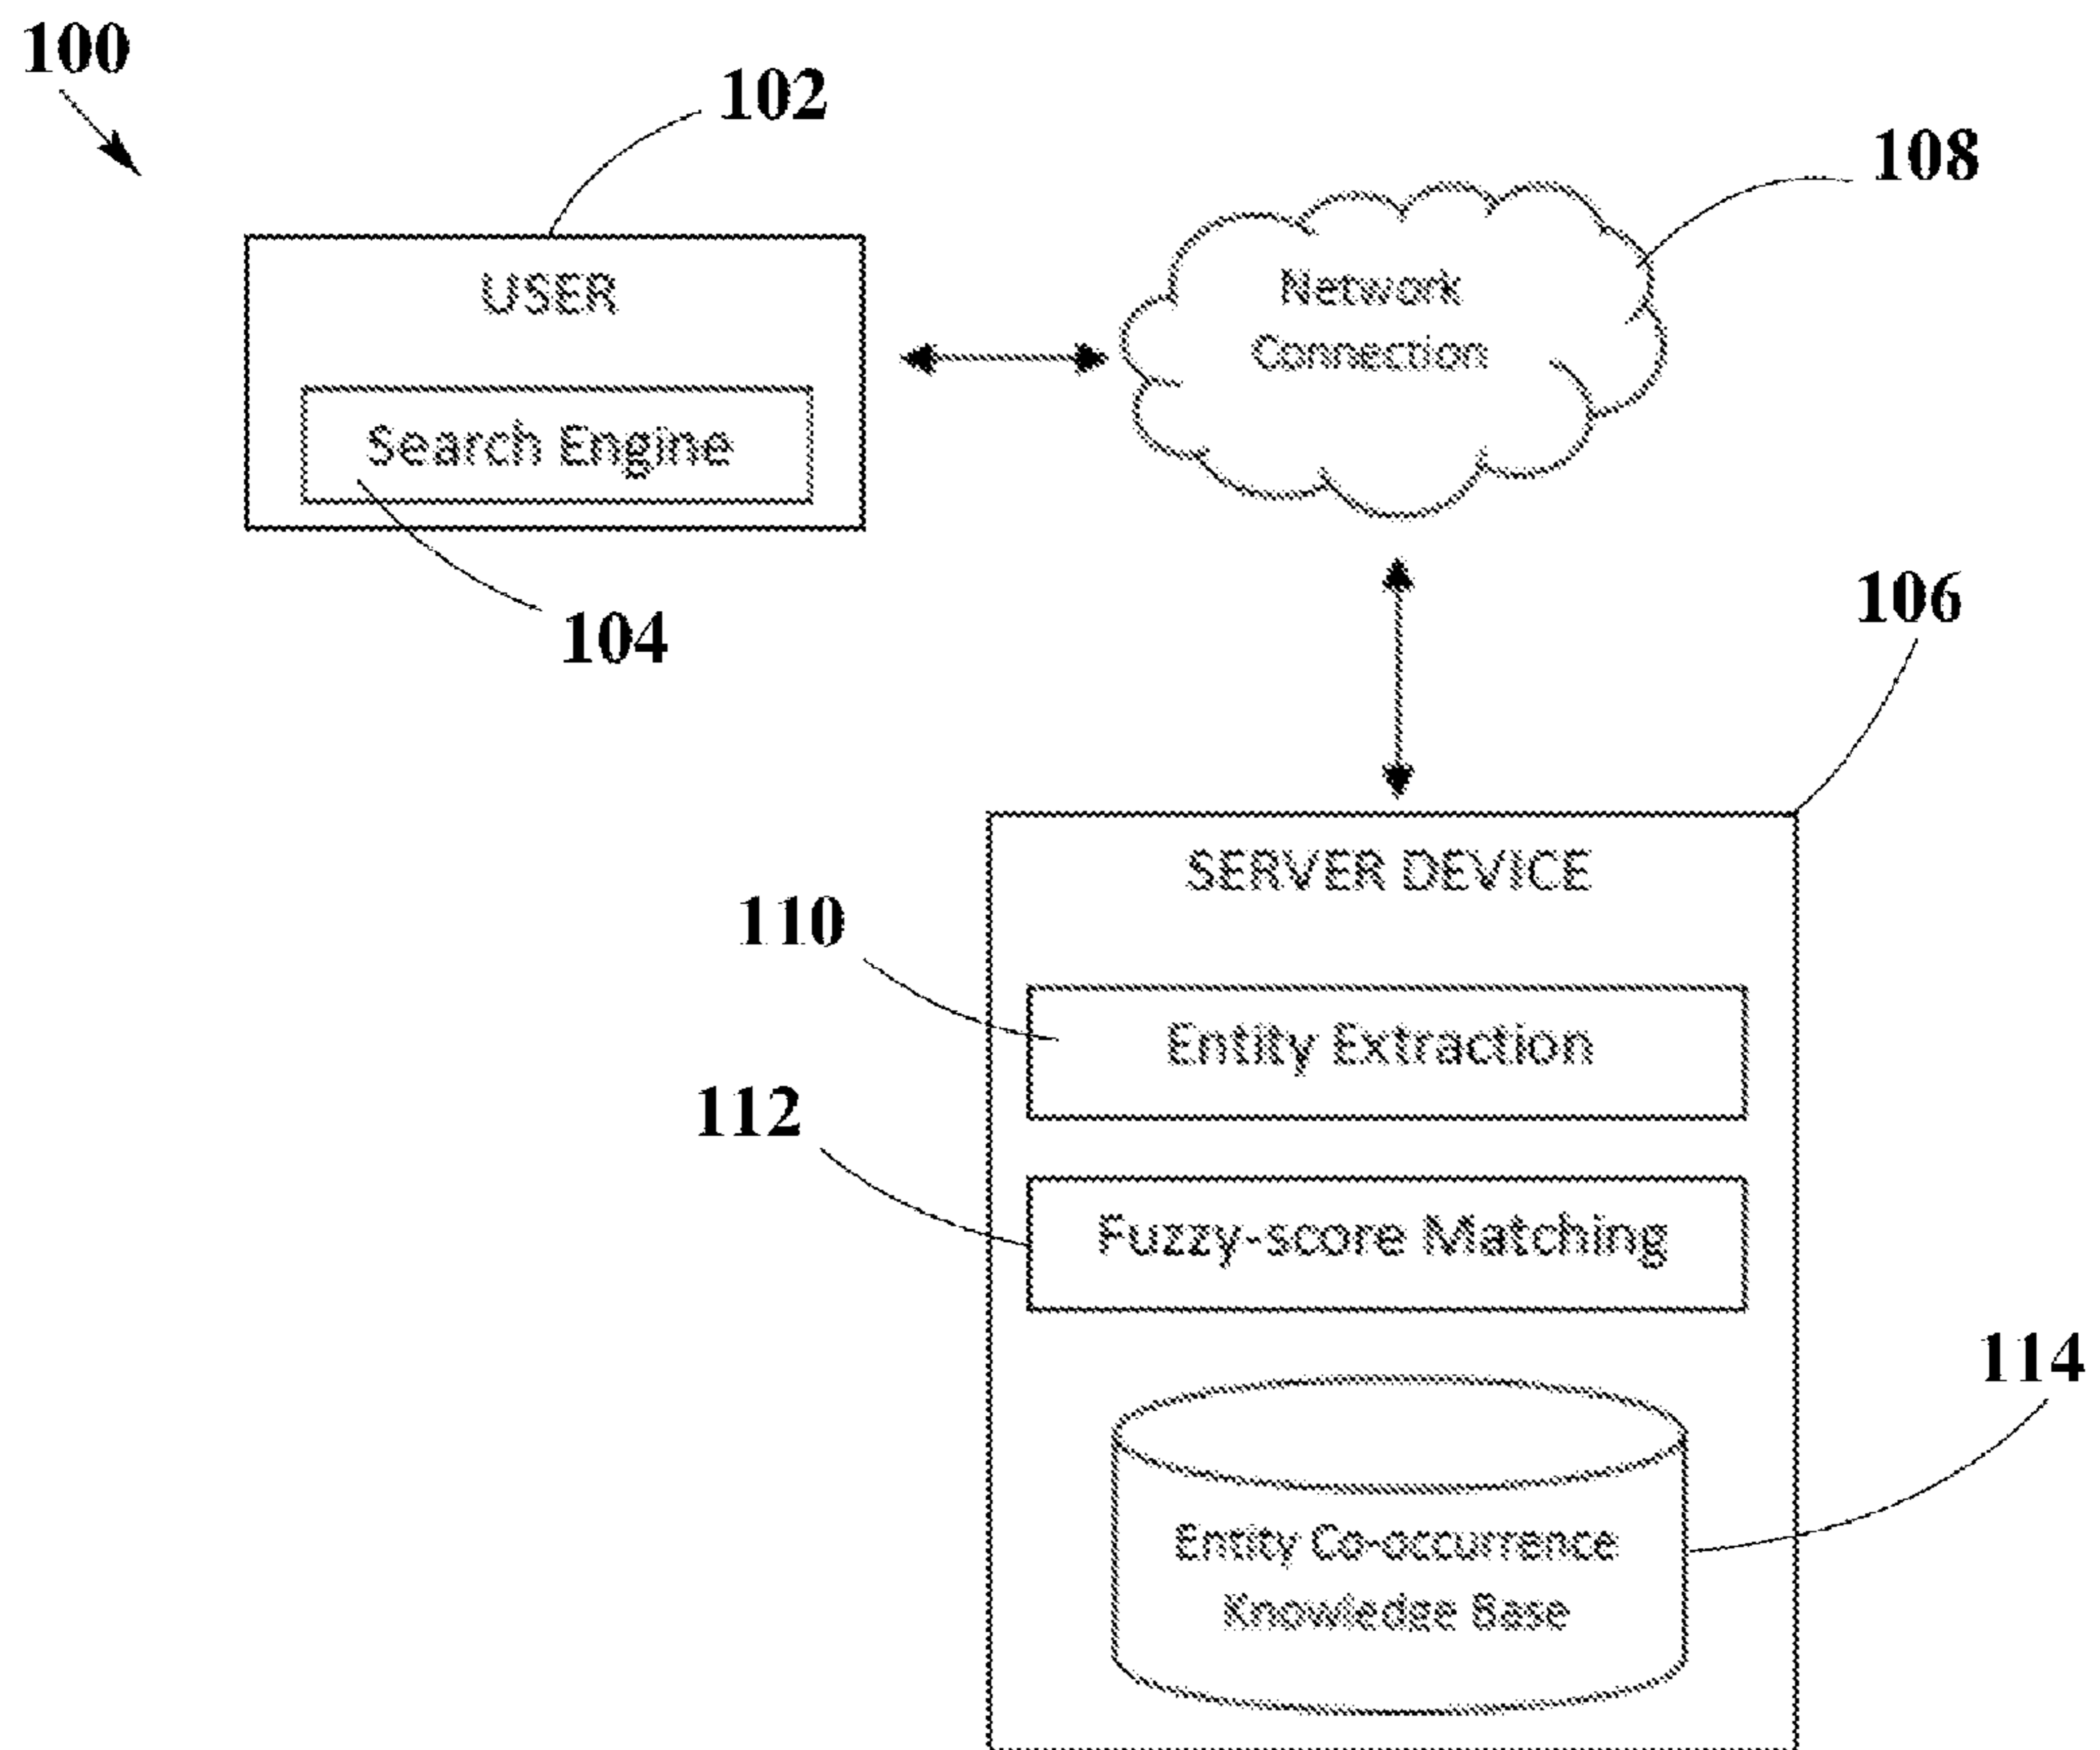 100
102
108
USER
Network
Connection
Search Engine
104
106
SERVER DEVICE
110
Entity Extraction
112
Fuzzy-score Matching
114
Entity Co-occurrence
Knowledge Base